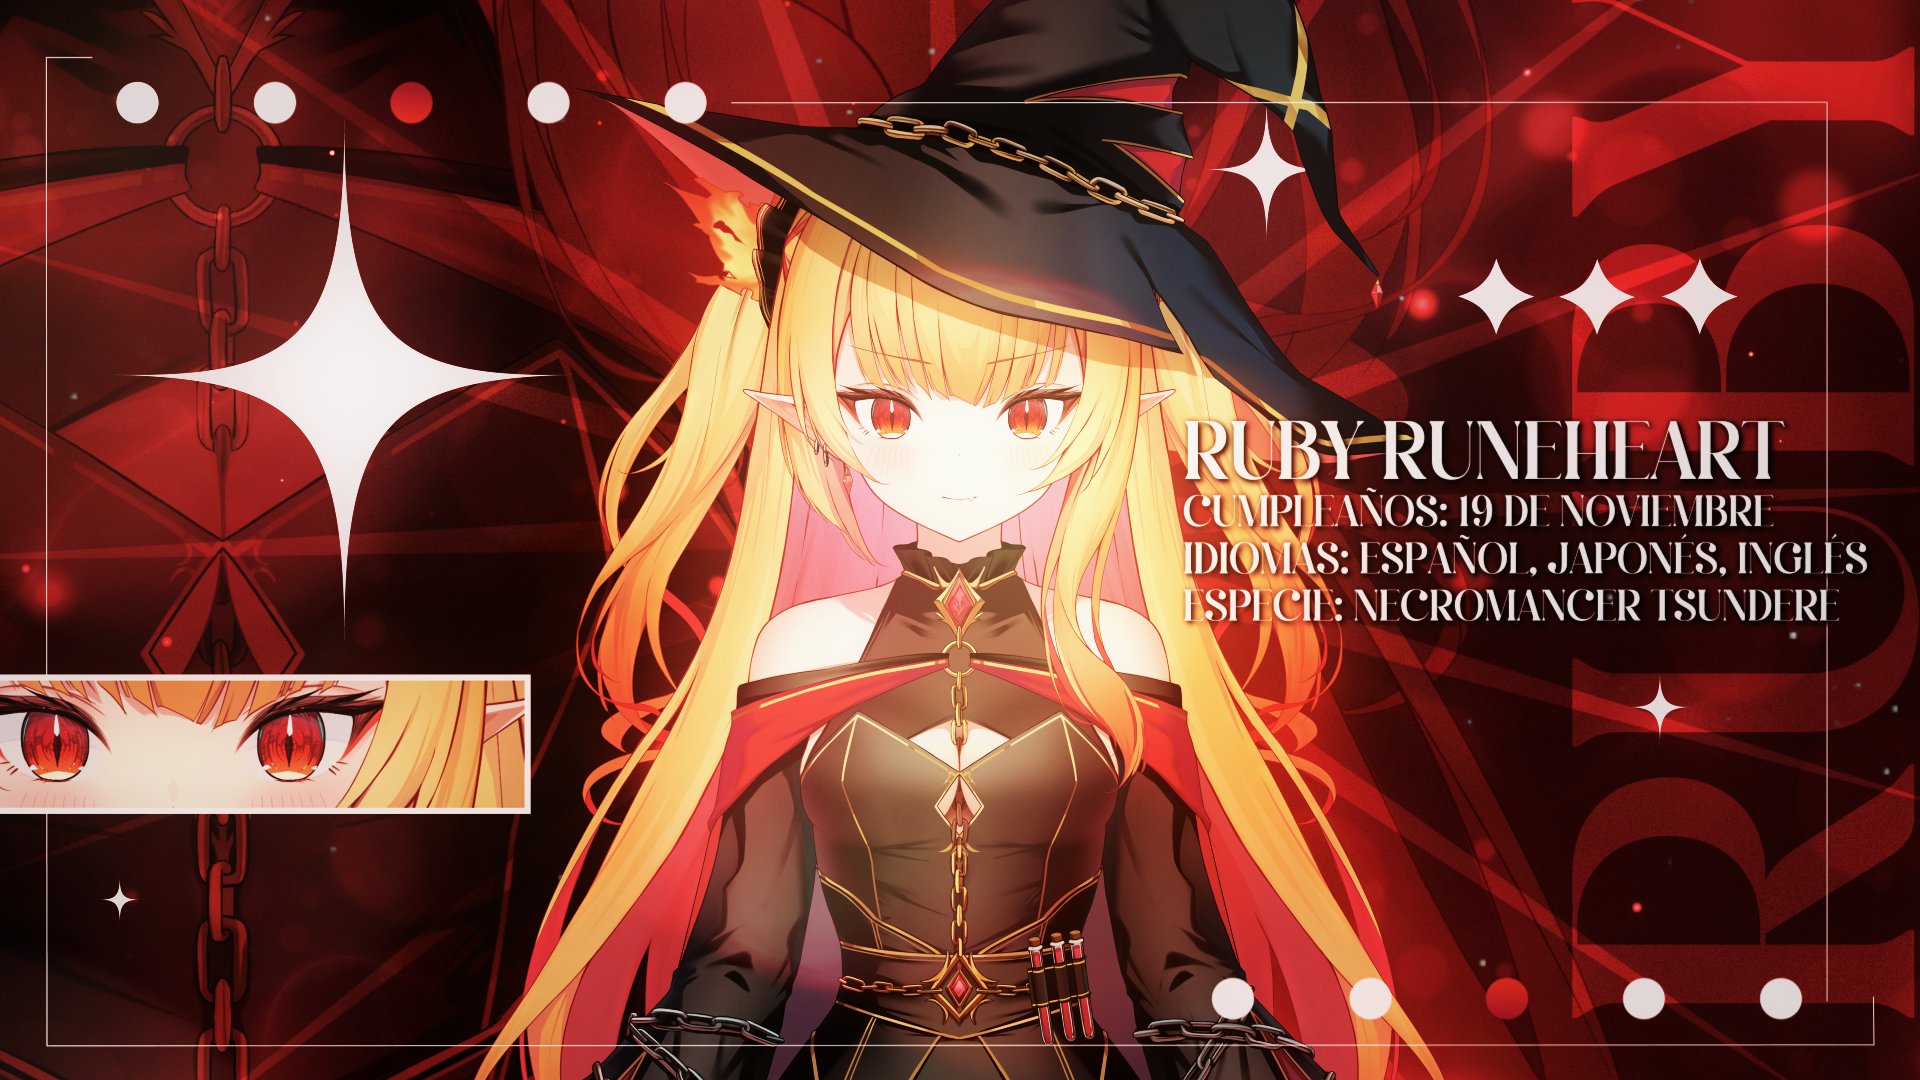 RUBY RUNEHEART
CUMPLEAÑOS: 19 DE NOVIEMBRE
IDIOMAS: ESPAÑOL, JAPONÉS, INGLÉS
ESPECIE: NECROMANCER TSUNDERE
RUBY